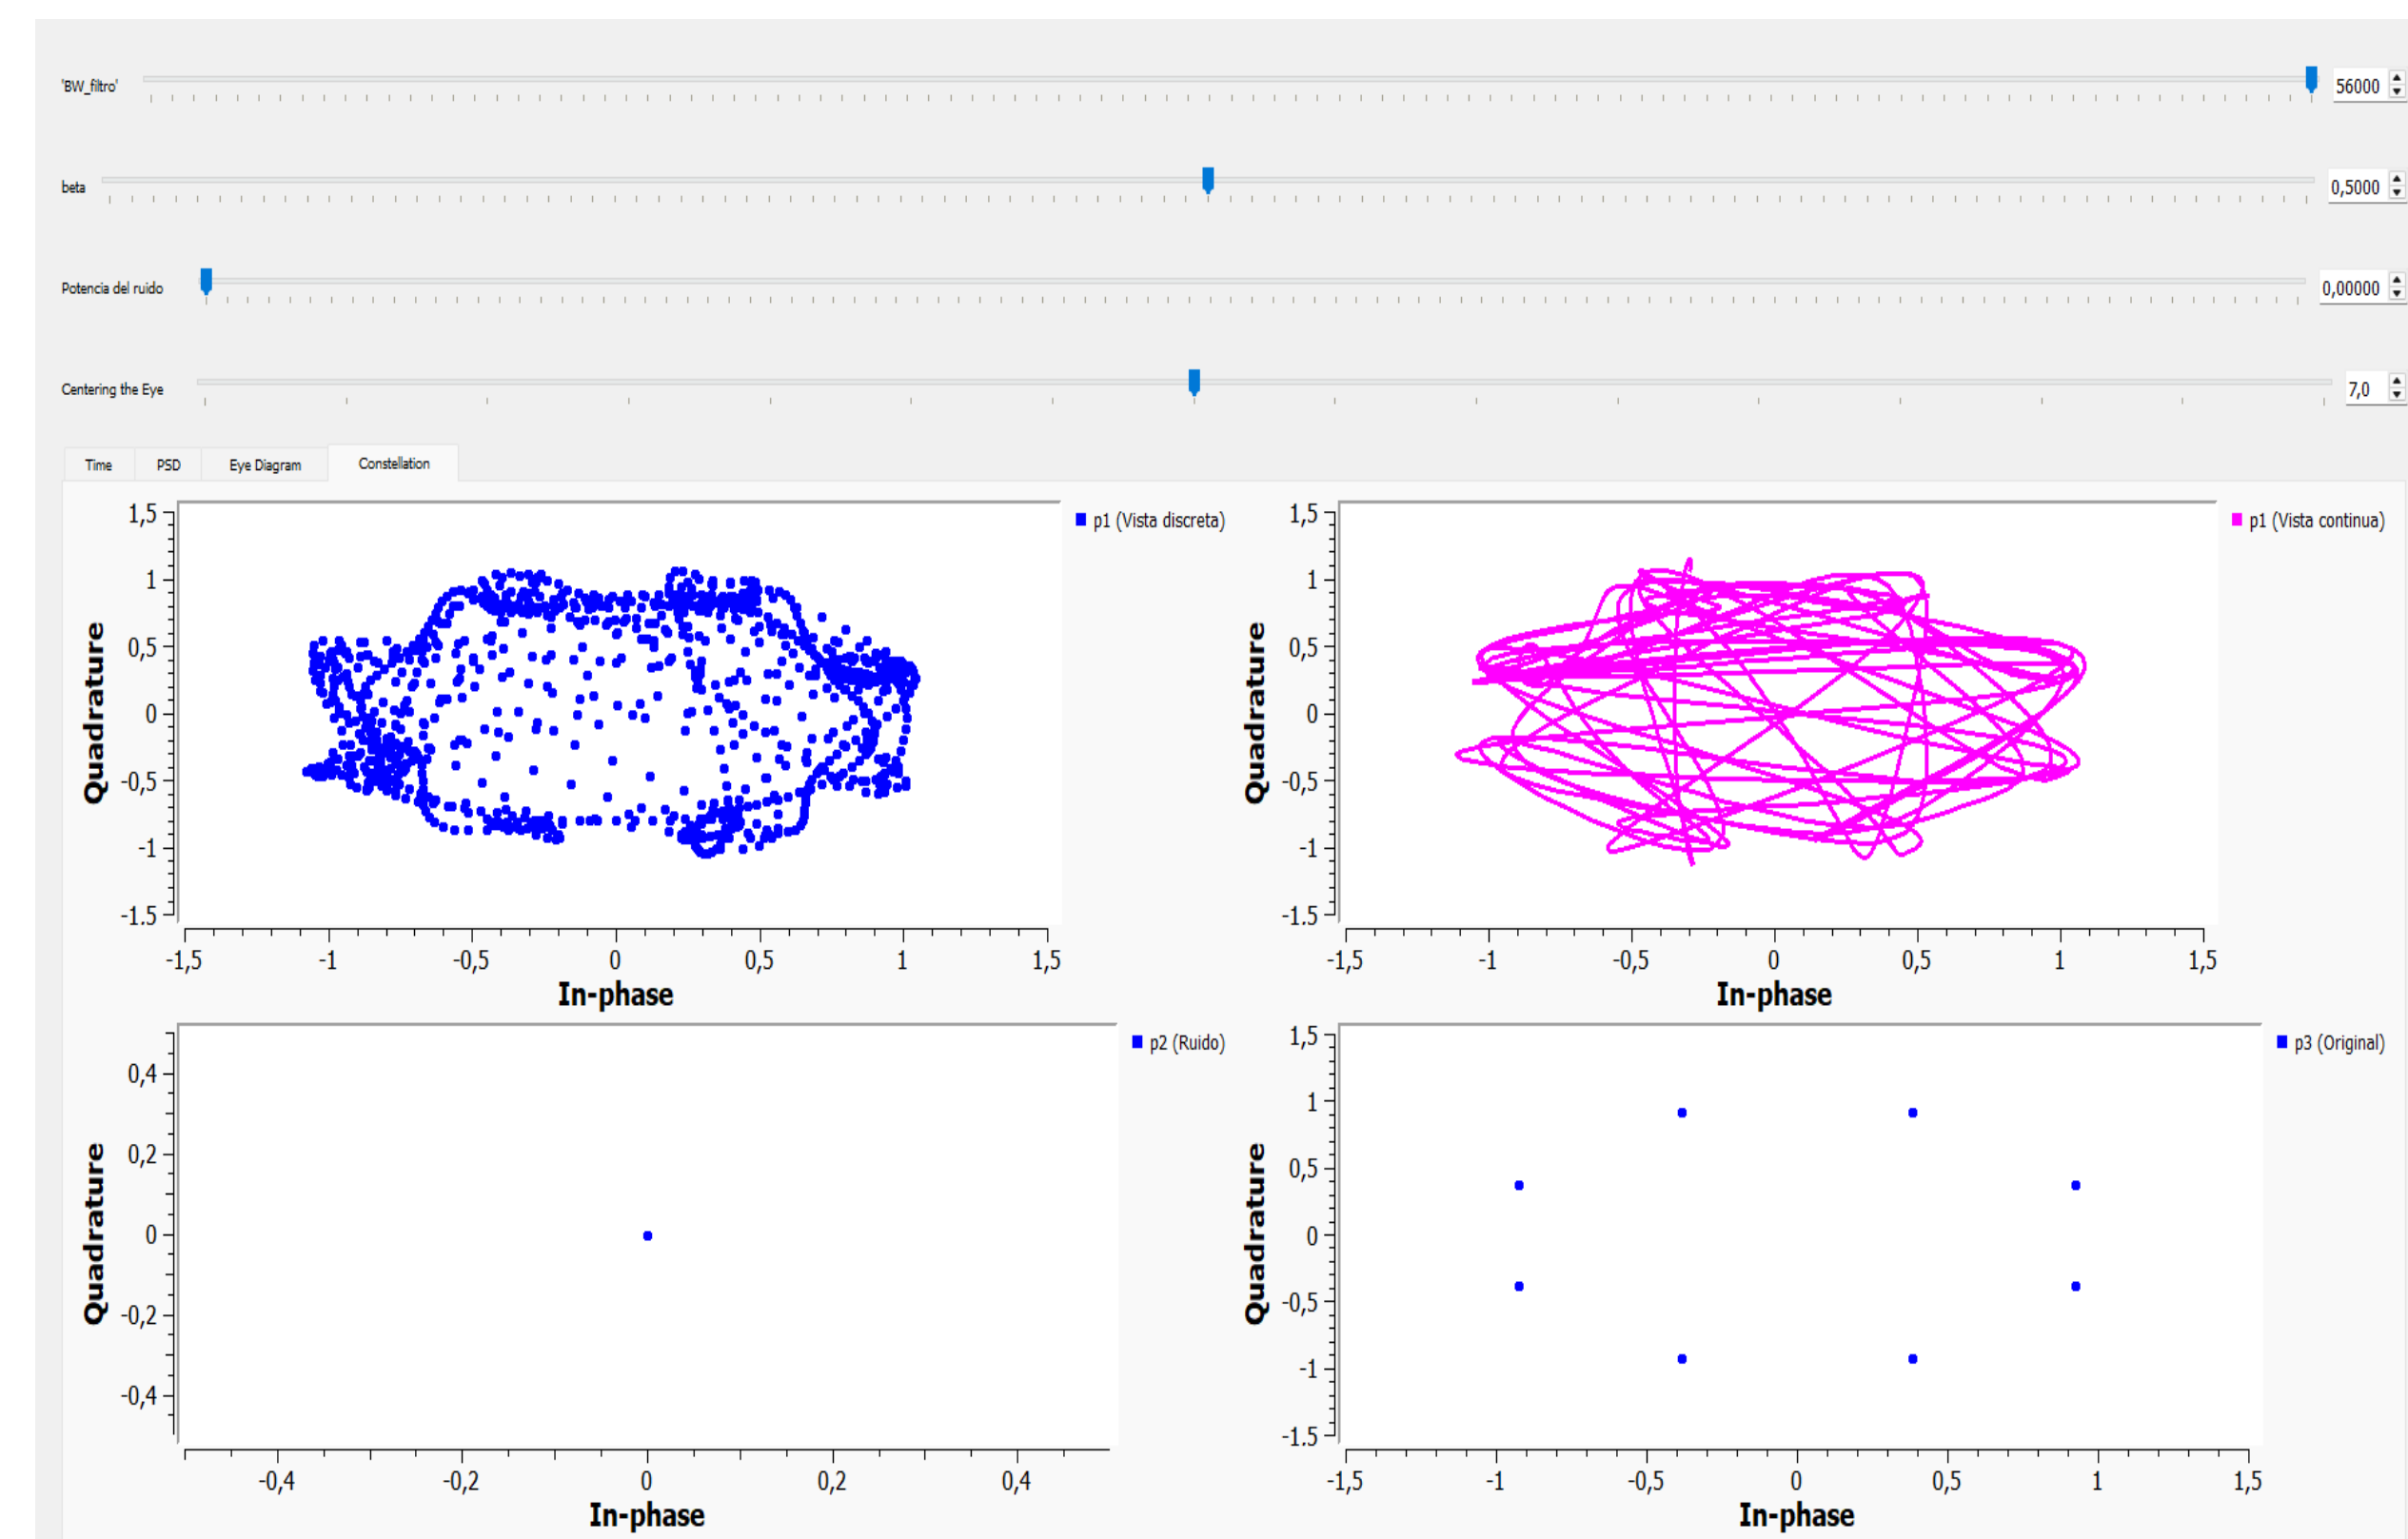 'BW_filtro' 56000
beta 0,5000
Potencia del ruido 0,00000
Centering the Eye 7,0
Time PSD Eye Diagram Constellation
p1 (Vista discreta)
Quadrature
1,5
1
0,5
0
-0,5
-1
-1.5
-1,5 -1 -0,5 0 0,5 1 1,5
In-phase
p1 (Vista continua)
Quadrature
1,5
1
0,5
0
-0,5
-1
-1.5
-1,5 -1 -0,5 0 0,5 1 1,5
In-phase
p2 (Ruido)
Quadrature
0,4
0,2
0
-0,2
-0,4
-0,4 -0,2 0 0,2 0,4
In-phase
p3 (Original)
Quadrature
1,5
1
0,5
0
-0,5
-1
-1.5
-1,5 -1 -0,5 0 0,5 1 1,5
In-phase